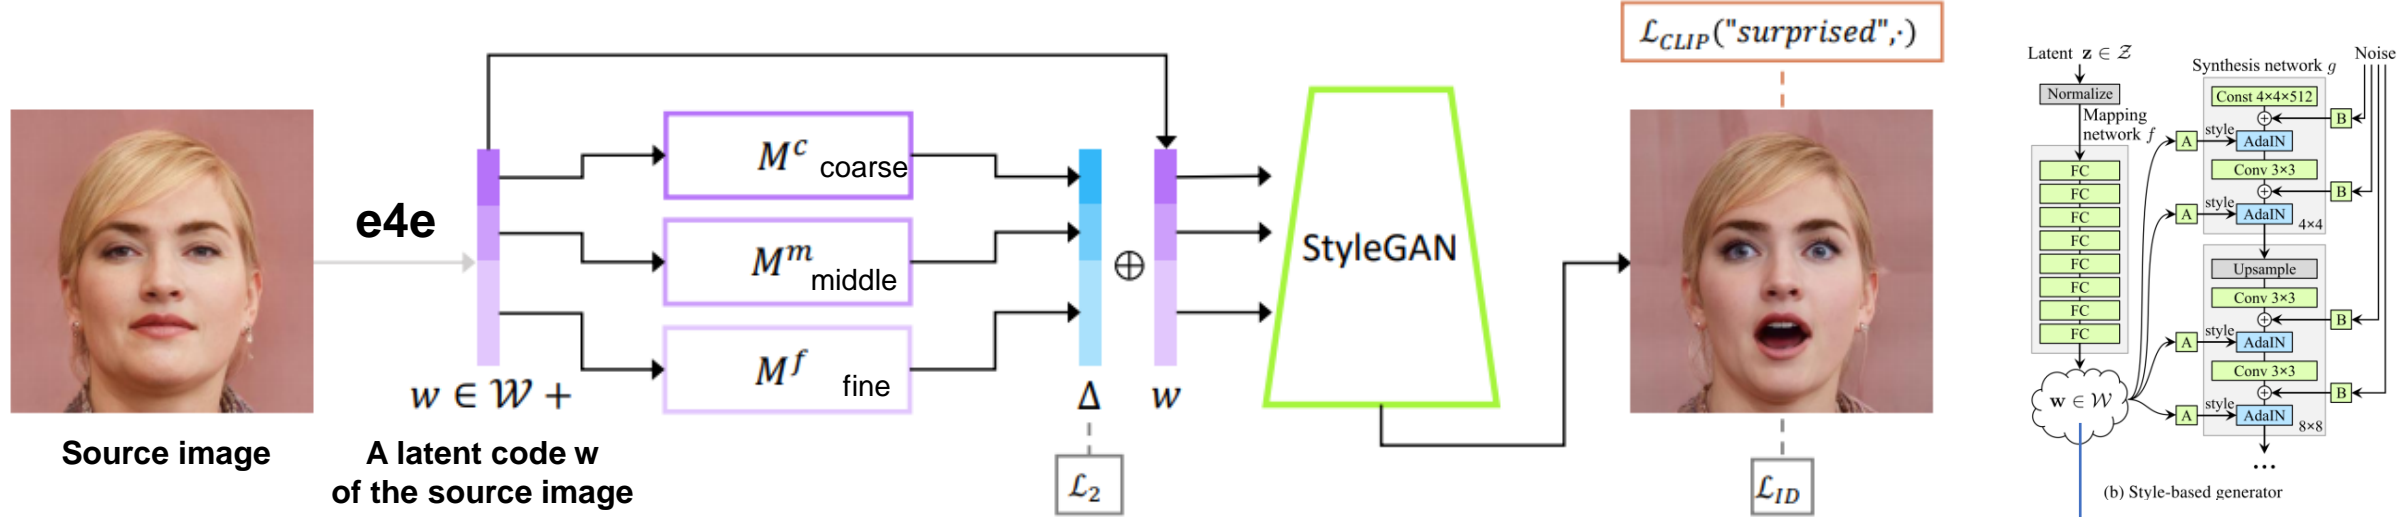 Source image
e4e
w ∈ 𝒲 +
A latent code w
of the source image
M^c coarse
M^m middle
M^f fine
Δ
ℒ_2
⊕
w
StyleGAN
ℒ_CLIP("surprised",·)
ℒ_ID
Latent z ∈ 𝒵
Normalize
Mapping
network f
FC
FC
FC
FC
FC
FC
FC
FC
w ∈ 𝒲
Synthesis network g
Noise
Const 4×4×512
B
A
style
AdaIN
Conv 3×3
B
A
style
AdaIN
4×4
Upsample
Conv 3×3
B
A
style
AdaIN
Conv 3×3
B
A
style
AdaIN
8×8
...
(b) Style-based generator